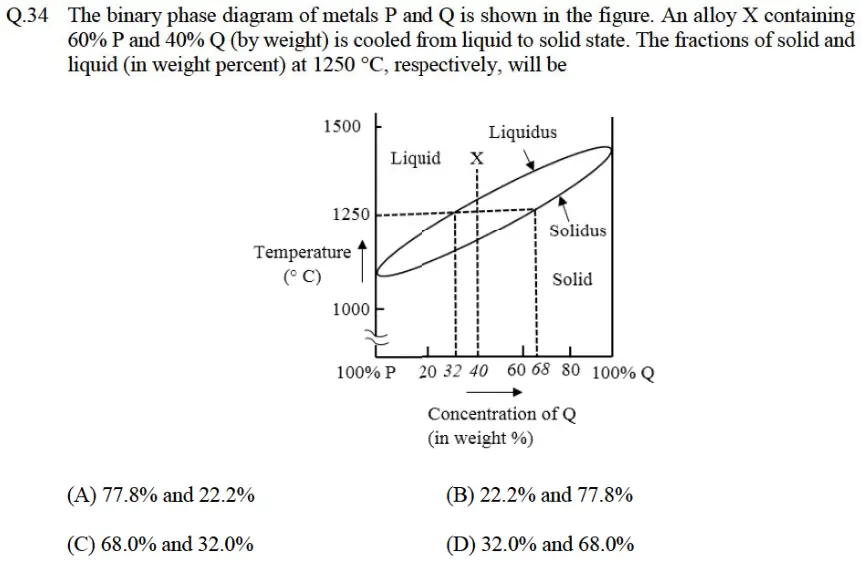 Q.34 The binary phase diagram of metals P and Q is shown in the figure. An alloy X containing
60% P and 40% Q (by weight) is cooled from liquid to solid state. The fractions of solid and
liquid (in weight percent) at 1250 °C, respectively, will be
1500
Liquidus
Liquid X
1250
Solidus
Temperature
(° C)
Solid
1000
100% P 20 32 40 60 68 80 100% Q
Concentration of Q
(in weight %)
(A) 77.8% and 22.2%
(B) 22.2% and 77.8%
(C) 68.0% and 32.0%
(D) 32.0% and 68.0%